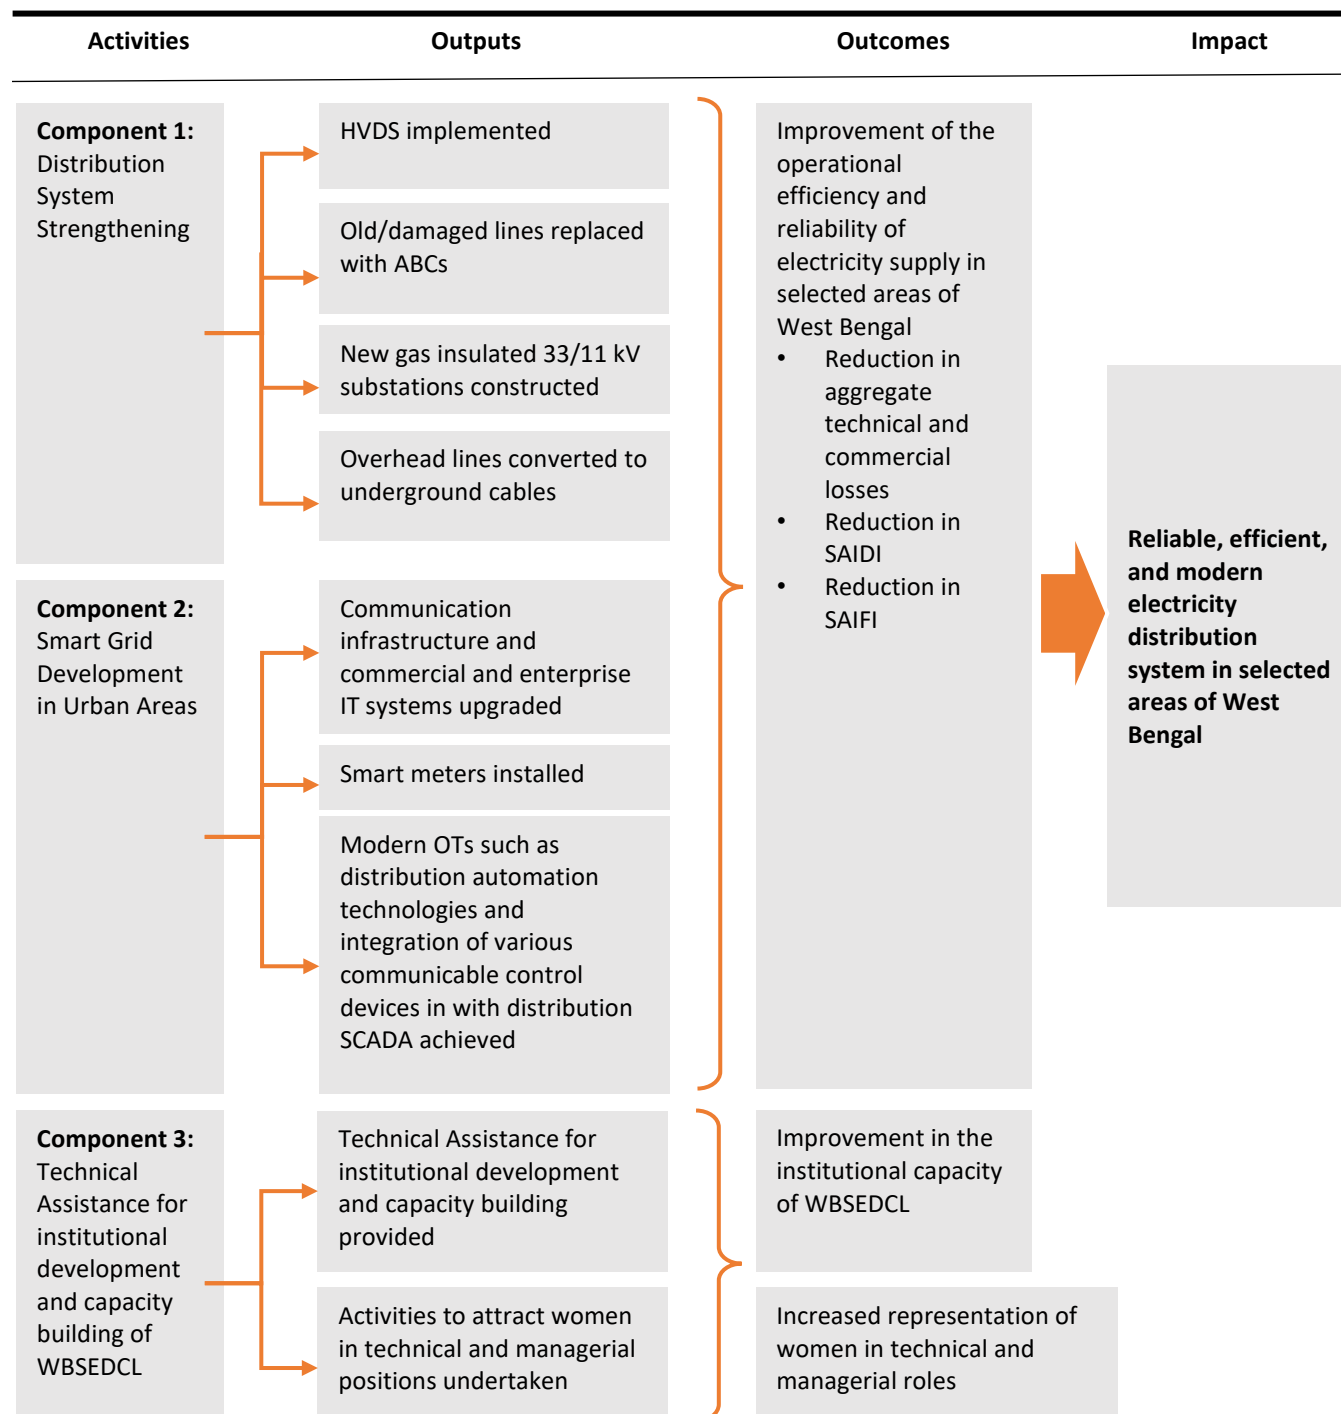 Activities
Outputs
Outcomes
Impact
Component 1:
Distribution
System
Strengthening
HVDS implemented
Old/damaged lines replaced
with ABCs
New gas insulated 33/11 kV
substations constructed
Overhead lines converted to
underground cables
Improvement of the
operational
efficiency and
reliability of
electricity supply in
selected areas of
West Bengal
• Reduction in
aggregate
technical and
commercial
losses
• Reduction in
SAIDI
• Reduction in
SAIFI
Reliable, efficient,
and modern
electricity
distribution
system in selected
areas of West
Bengal
Component 2:
Smart Grid
Development
in Urban Areas
Communication
infrastructure and
commercial and enterprise
IT systems upgraded
Smart meters installed
Modern OTs such as
distribution automation
technologies and
integration of various
communicable control
devices in with distribution
SCADA achieved
Component 3:
Technical
Assistance for
institutional
development
and capacity
building of
WBSEDCL
Technical Assistance for
institutional development
and capacity building
provided
Activities to attract women
in technical and managerial
positions undertaken
Improvement in the
institutional capacity
of WBSEDCL
Increased representation of
women in technical and
managerial roles